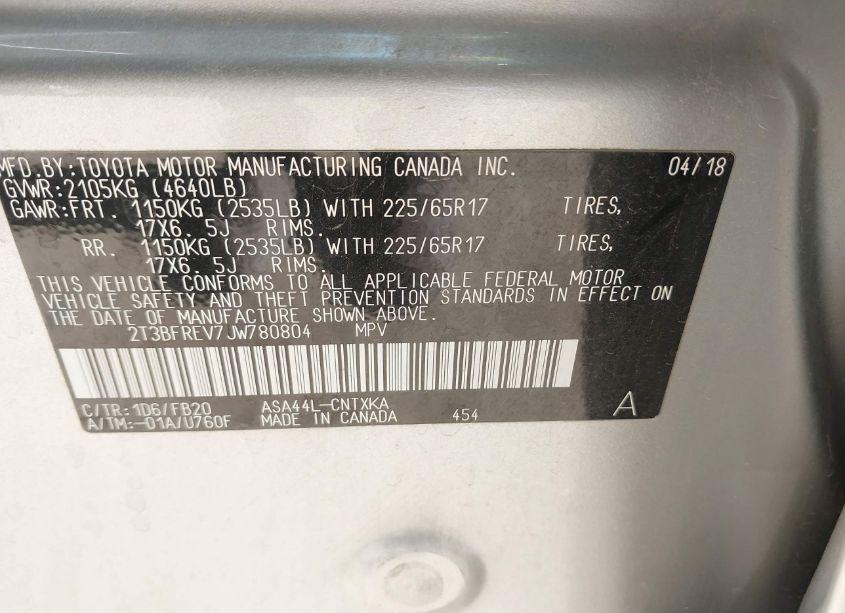 MFD.BY:TOYOTA MOTOR MANUFACTURING CANADA INC. 04/18
GVWR:2105KG (4640LB)
GAWR:FRT. 1150KG (2535LB) WITH 225/65R17 TIRES,
17X6.5J RIMS.
RR. 1150KG (2535LB) WITH 225/65R17 TIRES,
17X6.5J RIMS.
THIS VEHICLE CONFORMS TO ALL APPLICABLE FEDERAL MOTOR
VEHICLE SAFETY AND THEFT PREVENTION STANDARDS IN EFFECT ON
THE DATE OF MANUFACTURE SHOWN ABOVE.
2T3BFREV7JW780804 MPV
C/TR:1D6/FB20 ASA44L-CNTXKA
A/TM:-01A/U760F MADE IN CANADA 454 A